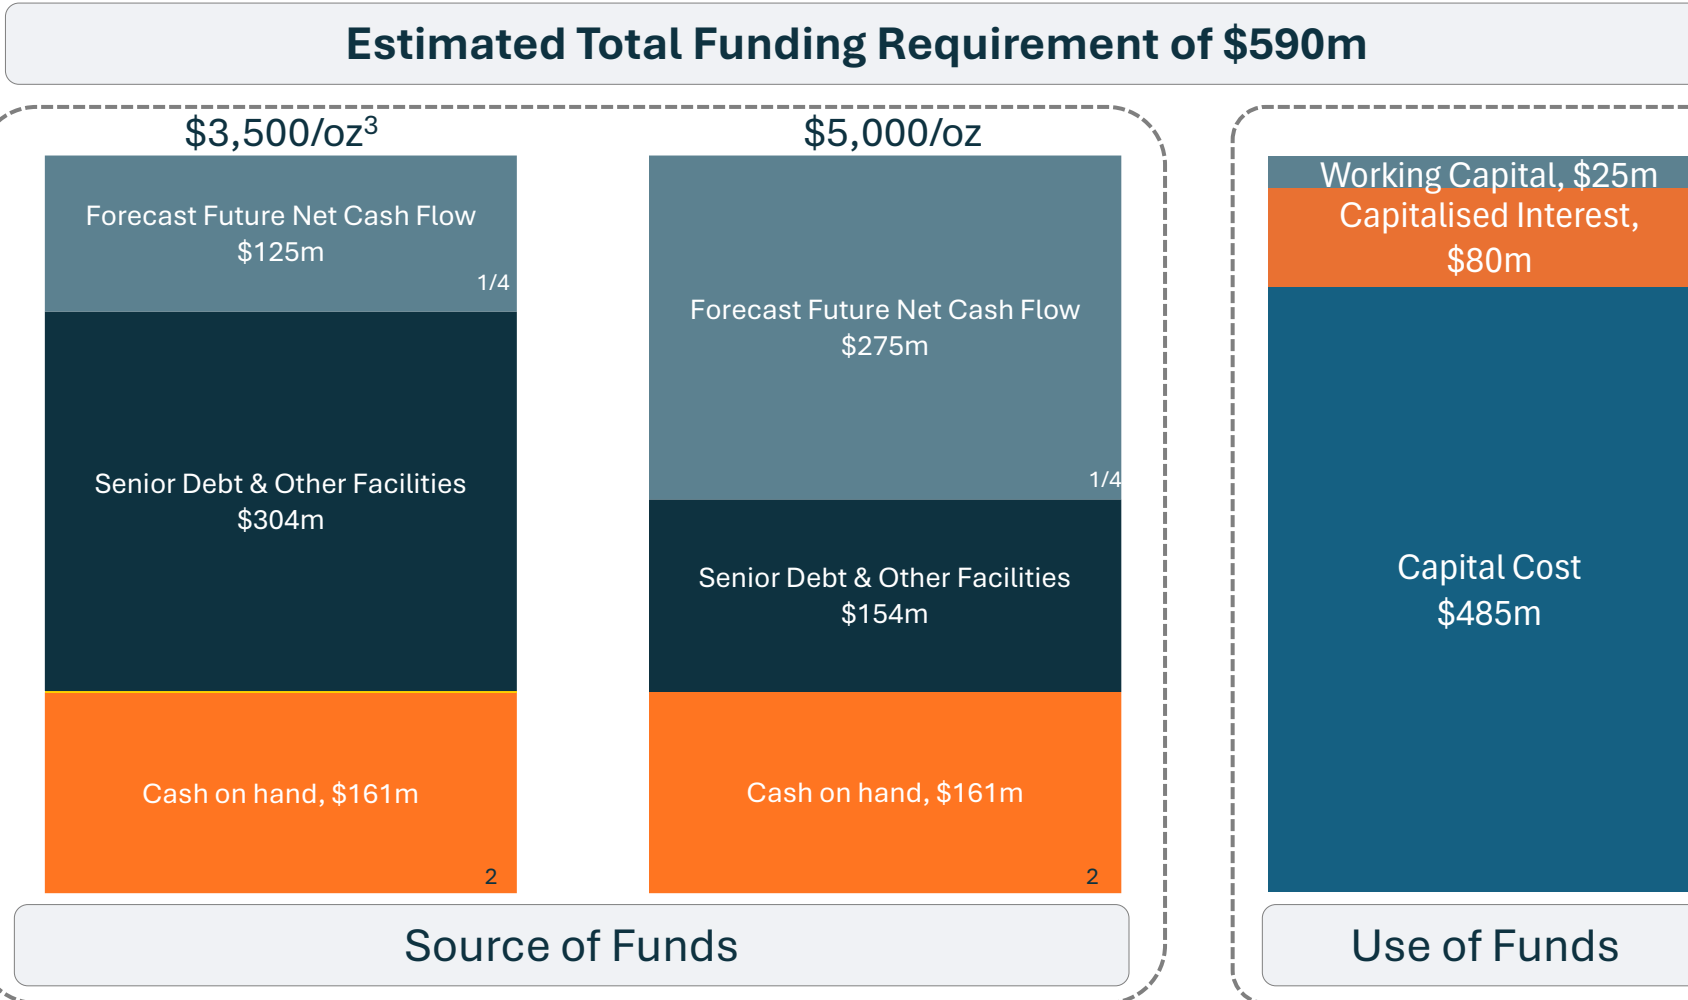 Estimated Total Funding Requirement of $590m
$3,500/oz³
Forecast Future Net Cash Flow
$125m
1/4
Senior Debt & Other Facilities
$304m
Cash on hand, $161m
2
$5,000/oz
Forecast Future Net Cash Flow
$275m
1/4
Senior Debt & Other Facilities
$154m
Cash on hand, $161m
2
Source of Funds
Working Capital, $25m
Capitalised Interest,
$80m
Capital Cost
$485m
Use of Funds